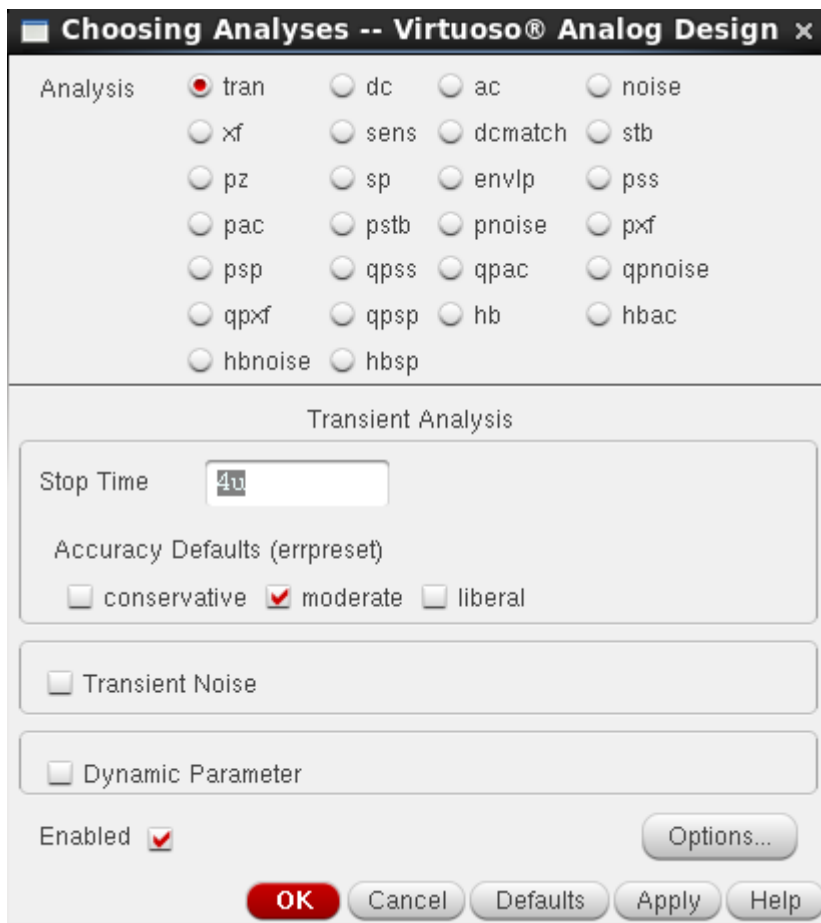 Choosing Analyses -- Virtuoso® Analog Design ×
Analysis tran dc ac noise
xf sens dcmatch stb
pz sp envlp pss
pac pstb pnoise pxf
psp qpss qpac qpnoise
qpxf qpsp hb hbac
hbnoise hbsp
Transient Analysis
Stop Time 4u
Accuracy Defaults (errpreset)
conservative moderate liberal
Transient Noise
Dynamic Parameter
Enabled Options...
OK Cancel Defaults Apply Help